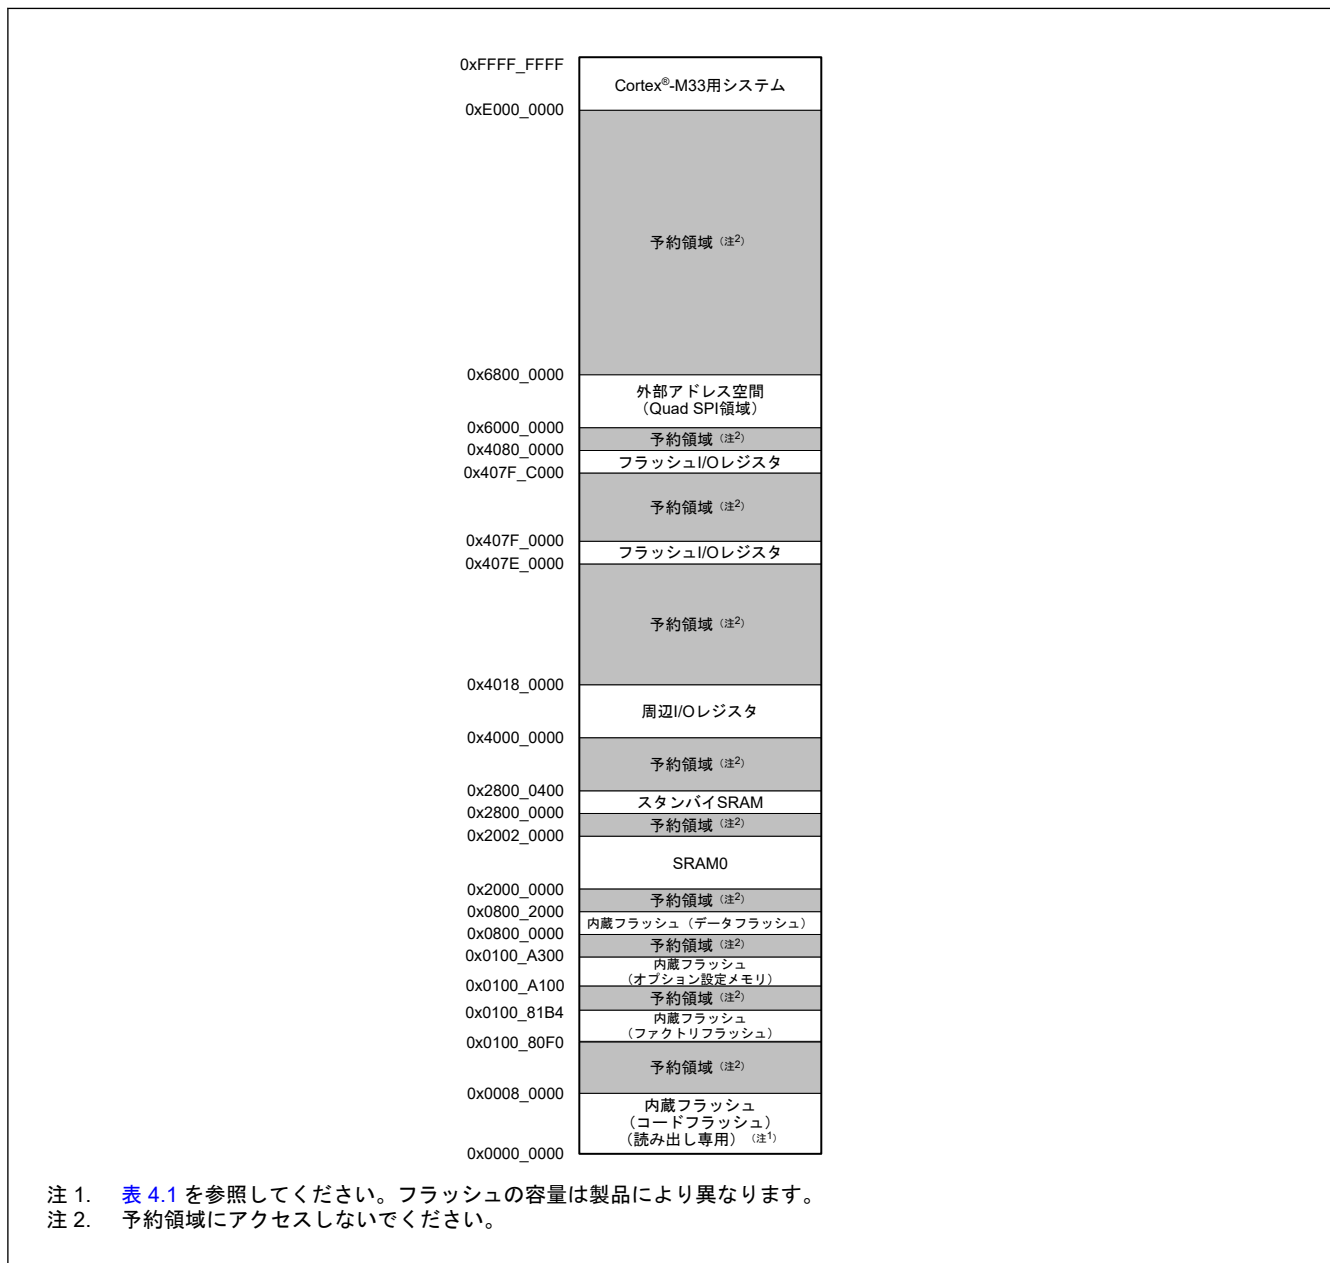 0xFFFF_FFFF
Cortex®-M33用システム
0xE000_0000
予約領域（注2）
0x6800_0000
外部アドレス空間
（Quad SPI領域）
0x6000_0000
予約領域（注2）
0x4080_0000
フラッシュI/Oレジスタ
0x407F_C000
予約領域（注2）
0x407F_0000
フラッシュI/Oレジスタ
0x407E_0000
予約領域（注2）
0x4018_0000
周辺I/Oレジスタ
0x4000_0000
予約領域（注2）
0x2800_0400
スタンバイSRAM
0x2800_0000
予約領域（注2）
0x2002_0000
SRAM0
0x2000_0000
予約領域（注2）
0x0800_2000
内蔵フラッシュ（データフラッシュ）
0x0800_0000
予約領域（注2）
0x0100_A300
内蔵フラッシュ
（オプション設定メモリ）
0x0100_A100
予約領域（注2）
0x0100_81B4
内蔵フラッシュ
（ファクトリフラッシュ）
0x0100_80F0
予約領域（注2）
0x0008_0000
内蔵フラッシュ
（コードフラッシュ）
（読み出し専用）（注1）
0x0000_0000
注 1. 表 4.1 を参照してください。フラッシュの容量は製品により異なります。
注 2. 予約領域にアクセスしないでください。